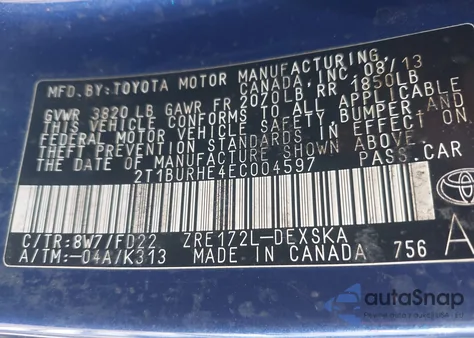 MFD. BY: TOYOTA MOTOR MANUFACTURING
CANADA, INC. 08/13
GVWR 3820 LB GAWR FR 2070LB, RR 1850LB
THIS VEHICLE CONFORMS TO ALL APPLICABLE
FEDERAL MOTOR VEHICLE SAFETY, BUMPER AND
THEFT PREVENTION STANDARDS IN EFFECT ON
THE DATE OF MANUFACTURE SHOWN ABOVE.
2T1BURHE4EC004597 PASS.CAR
C/TR:8W7/FD22 ZRE172L-DEXSKA
A/TM:-04A/K313 MADE IN CANADA 756 A
TOYOTA
autoSnap